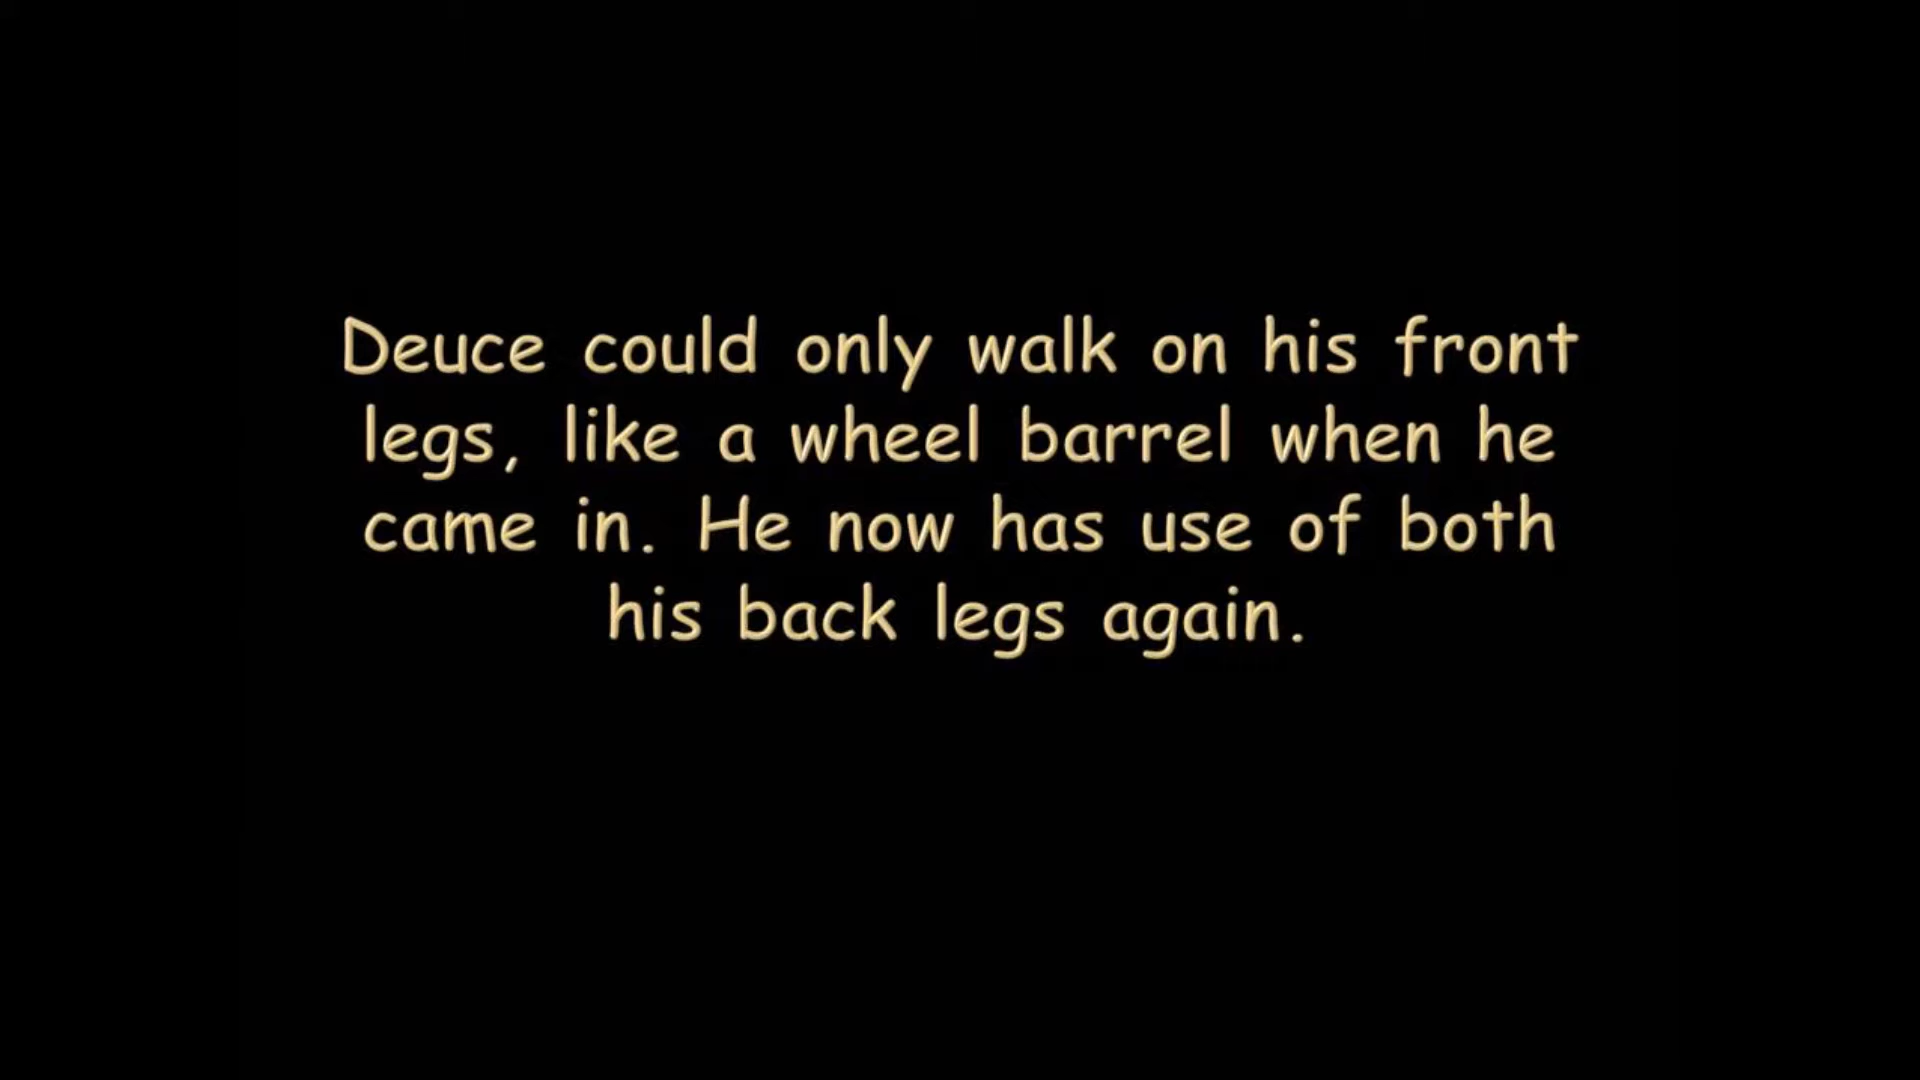 Deuce could only walk on his front
legs, like a wheel barrel when he
came in. He now has use of both
his back legs again.